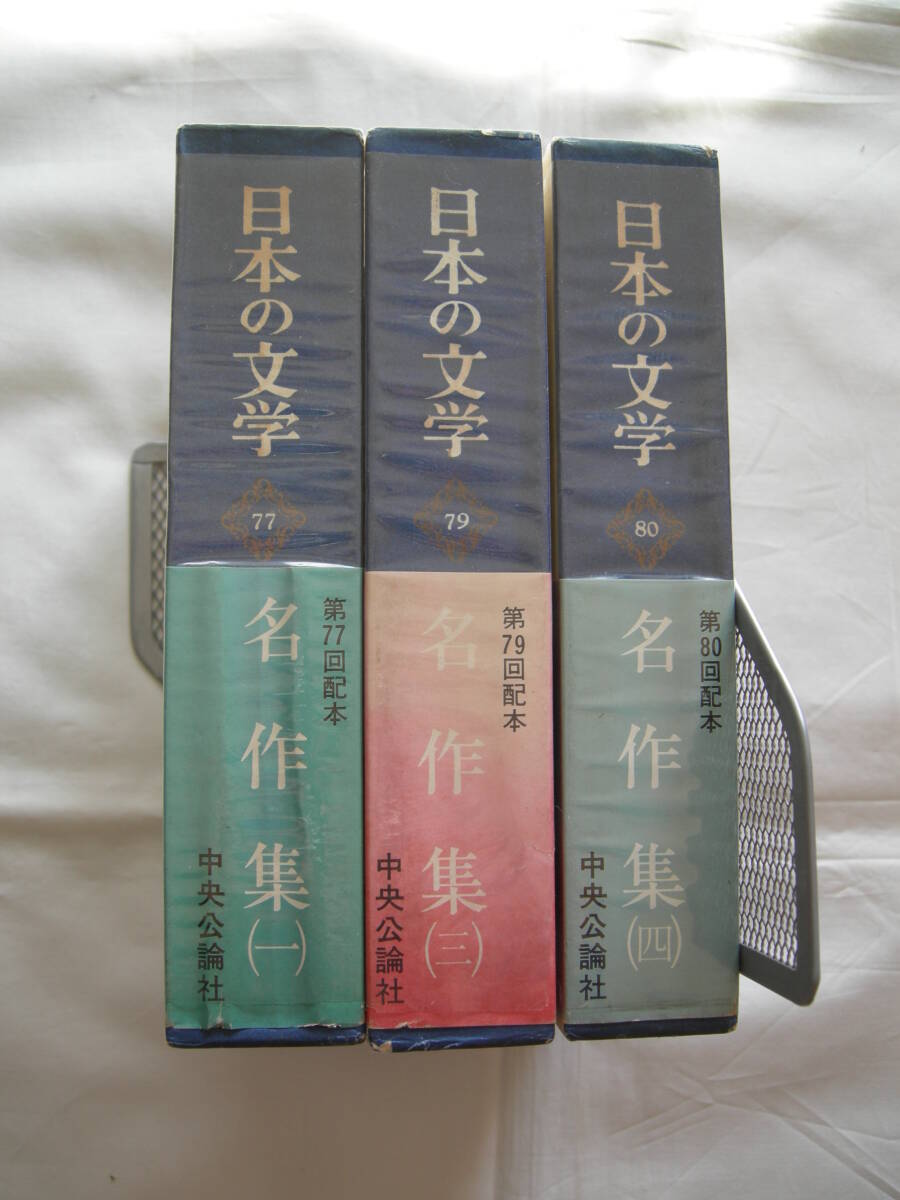 日本の文学
77
第77回配本
名作集(一)
中央公論社
日本の文学
79
第79回配本
名作集(三)
中央公論社
日本の文学
80
第80回配本
名作集(四)
中央公論社